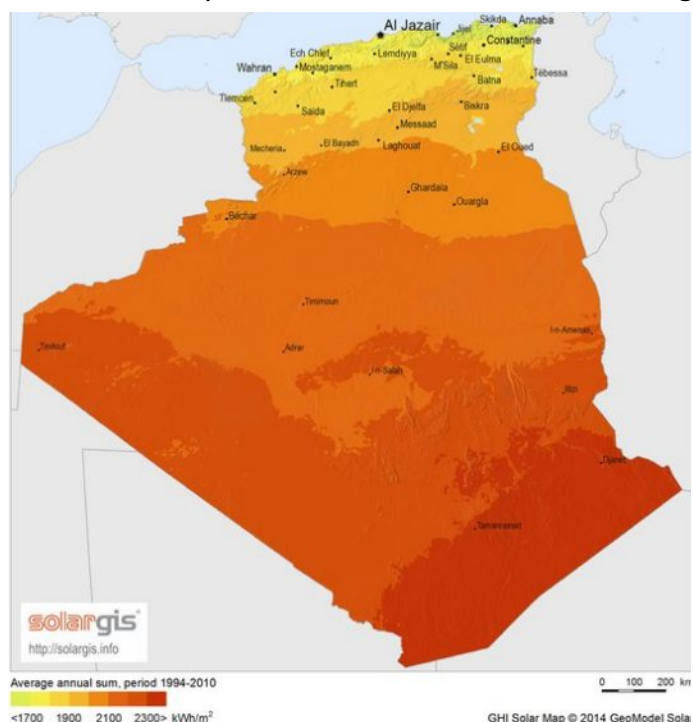 Al Jazair
Skikda
Annaba
Jijel
Constantine
Ech Chlef
Lemdiyya
Sétif
El Eulma
M'Sila
Wahran
Mostaganem
Tihert
Batna
Tébessa
Tlemcen
Saida
El Djelfa
Biskra
Messaad
Mecheria
El Bayadh
Laghouat
El Oued
Arzew
Ghardaia
Ouargla
Béchar
Timimoun
I-n-Amenas
Tindouf
Adrar
I-n-Salah
Illizi
Djanet
Tamanrasset
solargis
http://solargis.info
Average annual sum, period 1994-2010
0 100 200 km
<1700 1900 2100 2300> kWh/m²
GHI Solar Map © 2014 GeoModel Solar